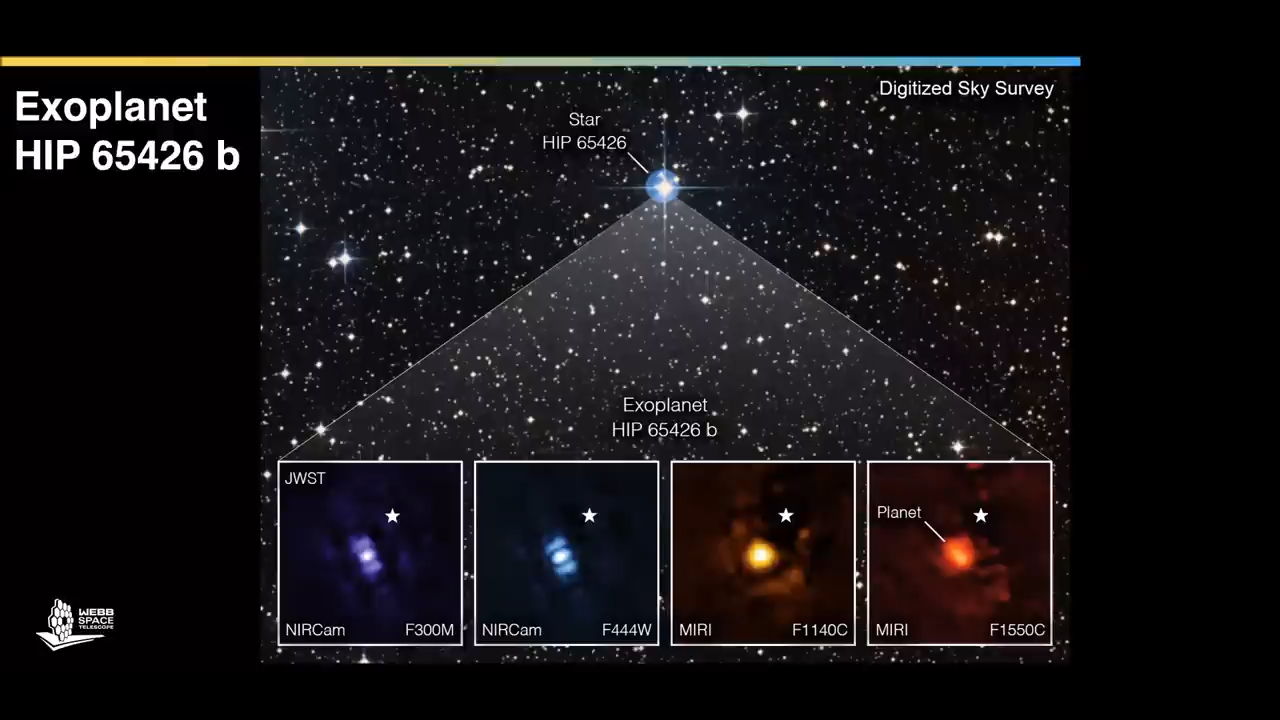 Exoplanet
HIP 65426 b
Digitized Sky Survey
Star
HIP 65426
Exoplanet
HIP 65426 b
JWST
Planet
NIRCam F300M
NIRCam F444W
MIRI F1140C
MIRI F1550C
WEBB
SPACE
TELESCOPE